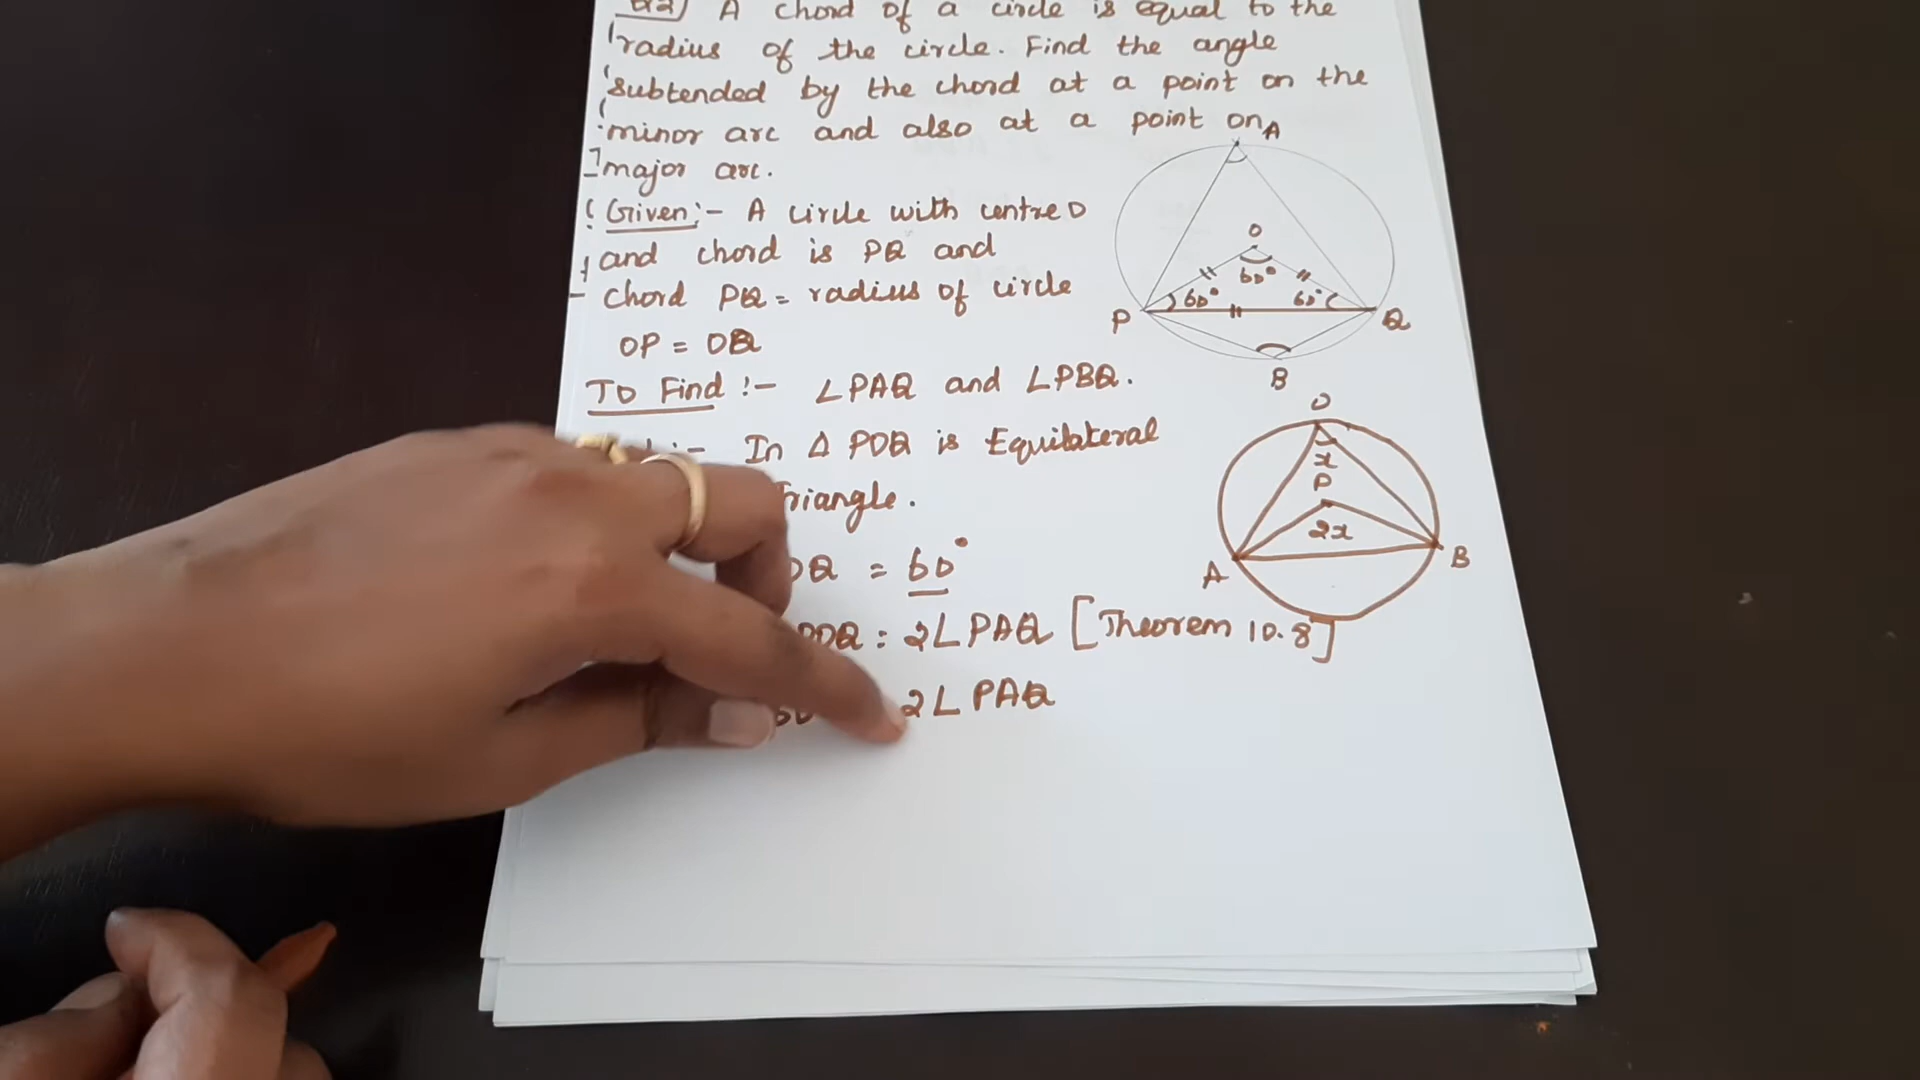 Q2) A chord of a circle is equal to the
radius of the circle. Find the angle
subtended by the chord at a point on the
minor arc and also at a point on
major arc.
Given:- A circle with centre O
and chord is PQ and
chord PQ = radius of circle
OP = OQ
To Find :- ∠PAQ and ∠PBQ.
:- In Δ POQ is Equilateral
Triangle.
OQ = 60°
POQ = 2∠PAQ [Theorem 10.8]
2∠PAQ
A
O
60°
60°
60°
P
Q
B
O
x
P
2x
A
B